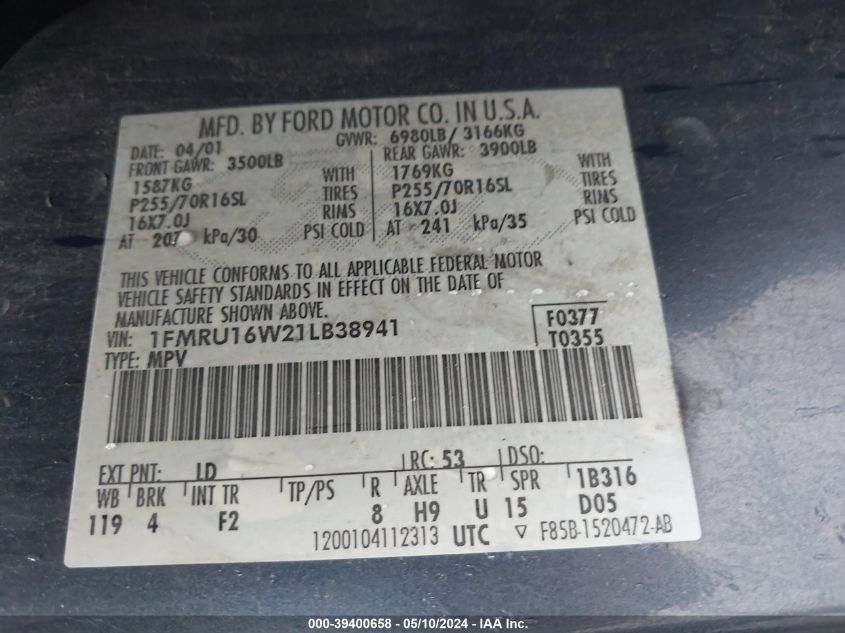 MFD. BY FORD MOTOR CO. IN U.S.A.
DATE: 04/01 GVWR: 6980LB/ 3166KG
FRONT GAWR: 3500LB REAR GAWR: 3900LB
1587KG WITH 1769KG WITH
P255/70R16SL TIRES P255/70R16SL TIRES
16X7.0J RIMS 16X7.0J RIMS
AT 207 kPa/30 PSI COLD AT 241 kPa/35 PSI COLD
THIS VEHICLE CONFORMS TO ALL APPLICABLE FEDERAL MOTOR
VEHICLE SAFETY STANDARDS IN EFFECT ON THE DATE OF
MANUFACTURE SHOWN ABOVE.
VIN: 1FMRU16W21LB38941 F0377
TYPE: MPV T0355
EXT PNT: LD RC: 53 DSO:
WB BRK INT TR TP/PS R AXLE TR SPR 1B316
119 4 F2 8 H9 U 15 D05
1200104112313 UTC ▽ F85B-1520472-AB
000-39400658 - 05/10/2024 - IAAI Inc.